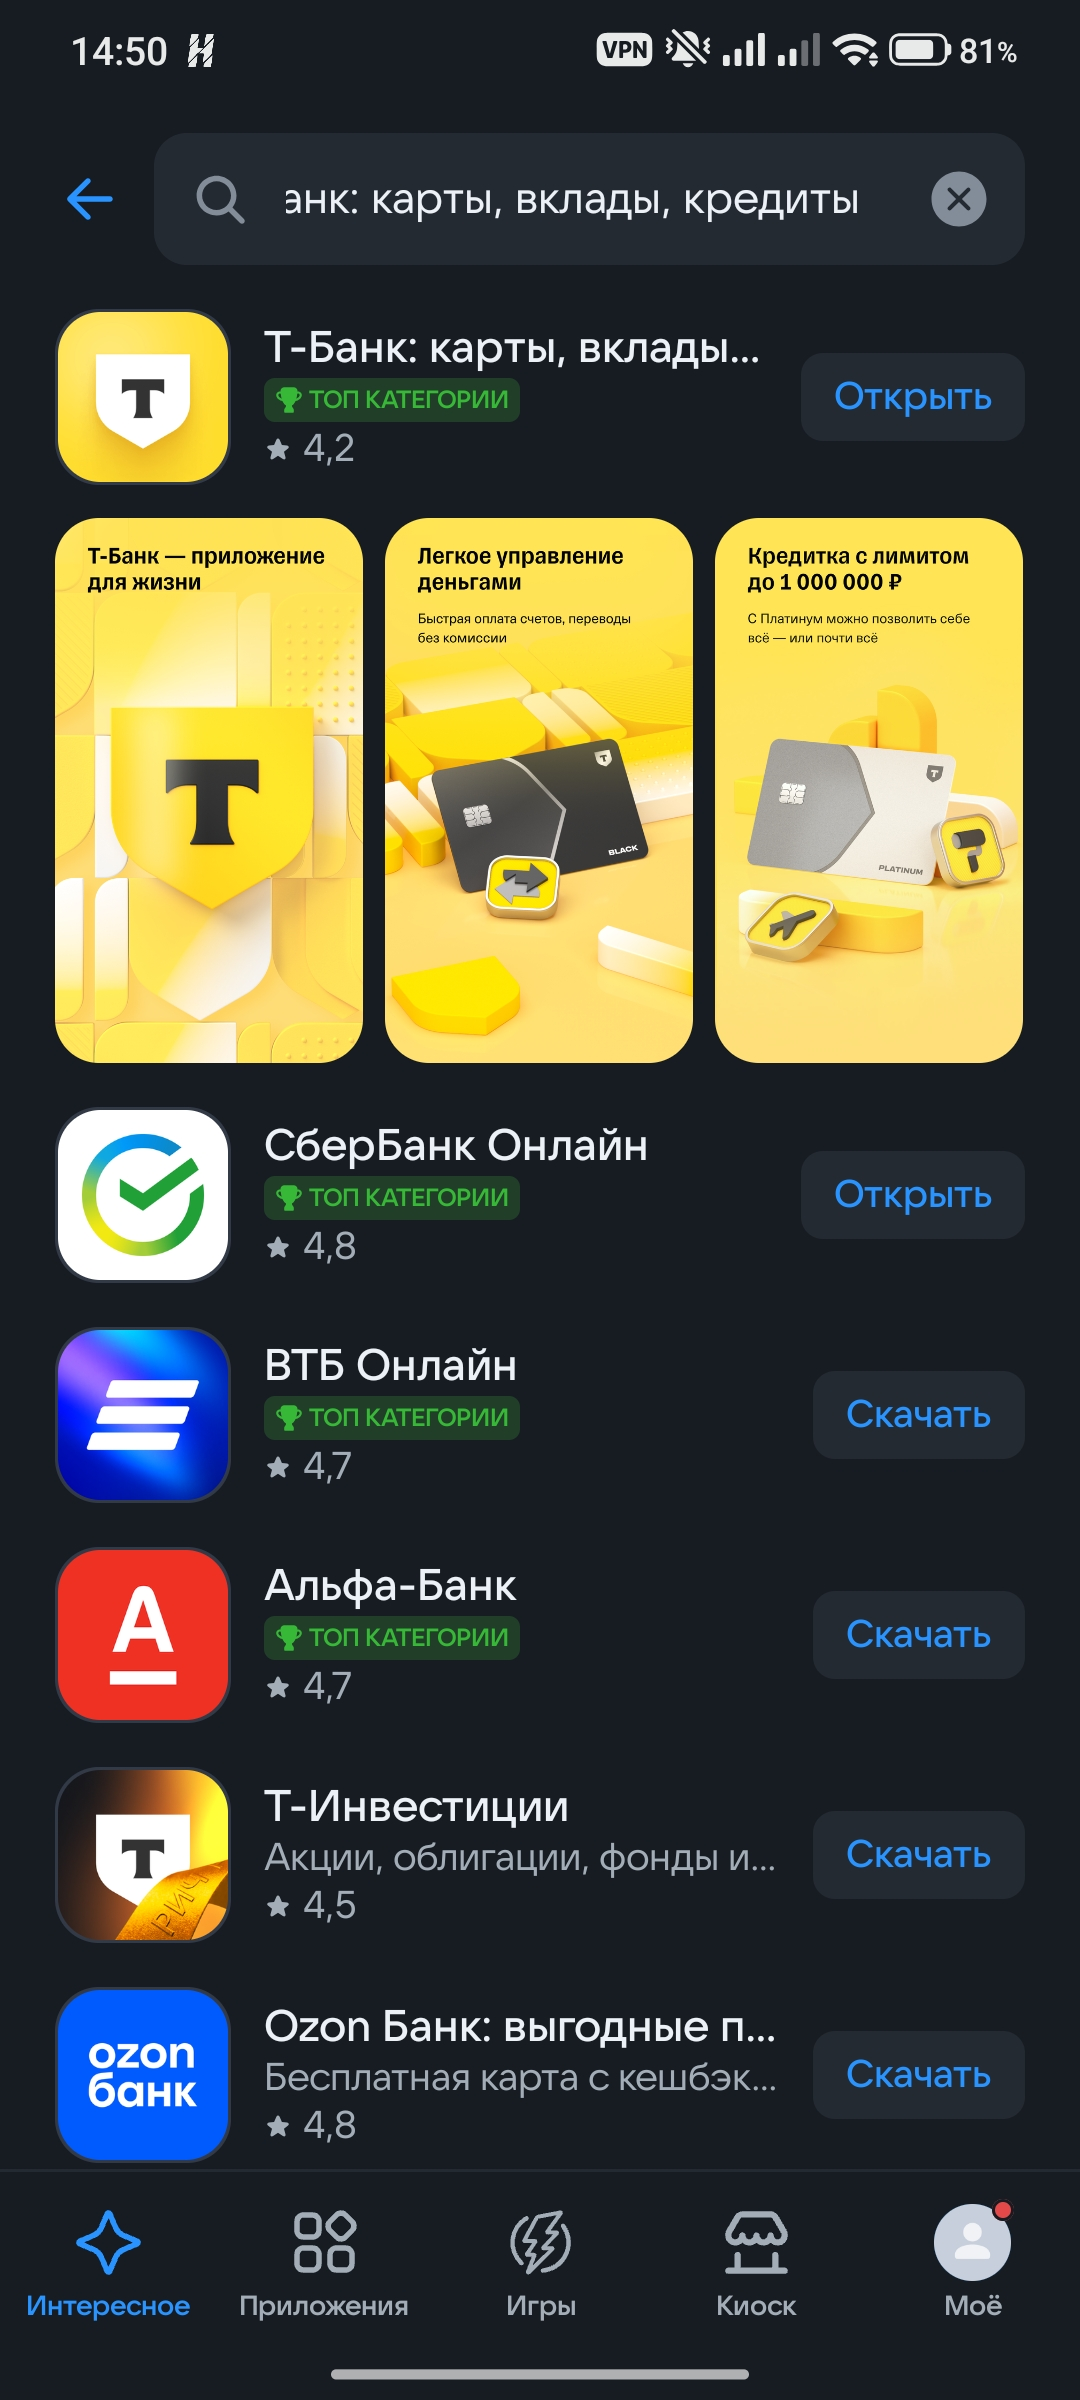 14:50
VPN
81%
анк: карты, вклады, кредиты
Т-Банк: карты, вклады...
ТОП КАТЕГОРИИ
4,2
Открыть
Т-Банк — приложение
для жизни
Т
Легкое управление
деньгами
Быстрая оплата счетов, переводы
без комиссии
BLACK
Кредитка с лимитом
до 1 000 000 ₽
С Платинум можно позволить себе
всё — или почти всё
PLATINUM
СберБанк Онлайн
ТОП КАТЕГОРИИ
4,8
Открыть
ВТБ Онлайн
ТОП КАТЕГОРИИ
4,7
Скачать
А
Альфа-Банк
ТОП КАТЕГОРИИ
4,7
Скачать
Т
Т-Инвестиции
Акции, облигации, фонды и...
4,5
Скачать
ozon
банк
Ozon Банк: выгодные п...
Бесплатная карта с кешбэк...
4,8
Скачать
Интересное
Приложения
Игры
Киоск
Моё